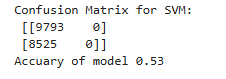 Confusion Matrix for SVM:
[[9793 0]
[8525 0]]
Accuary of model 0.53